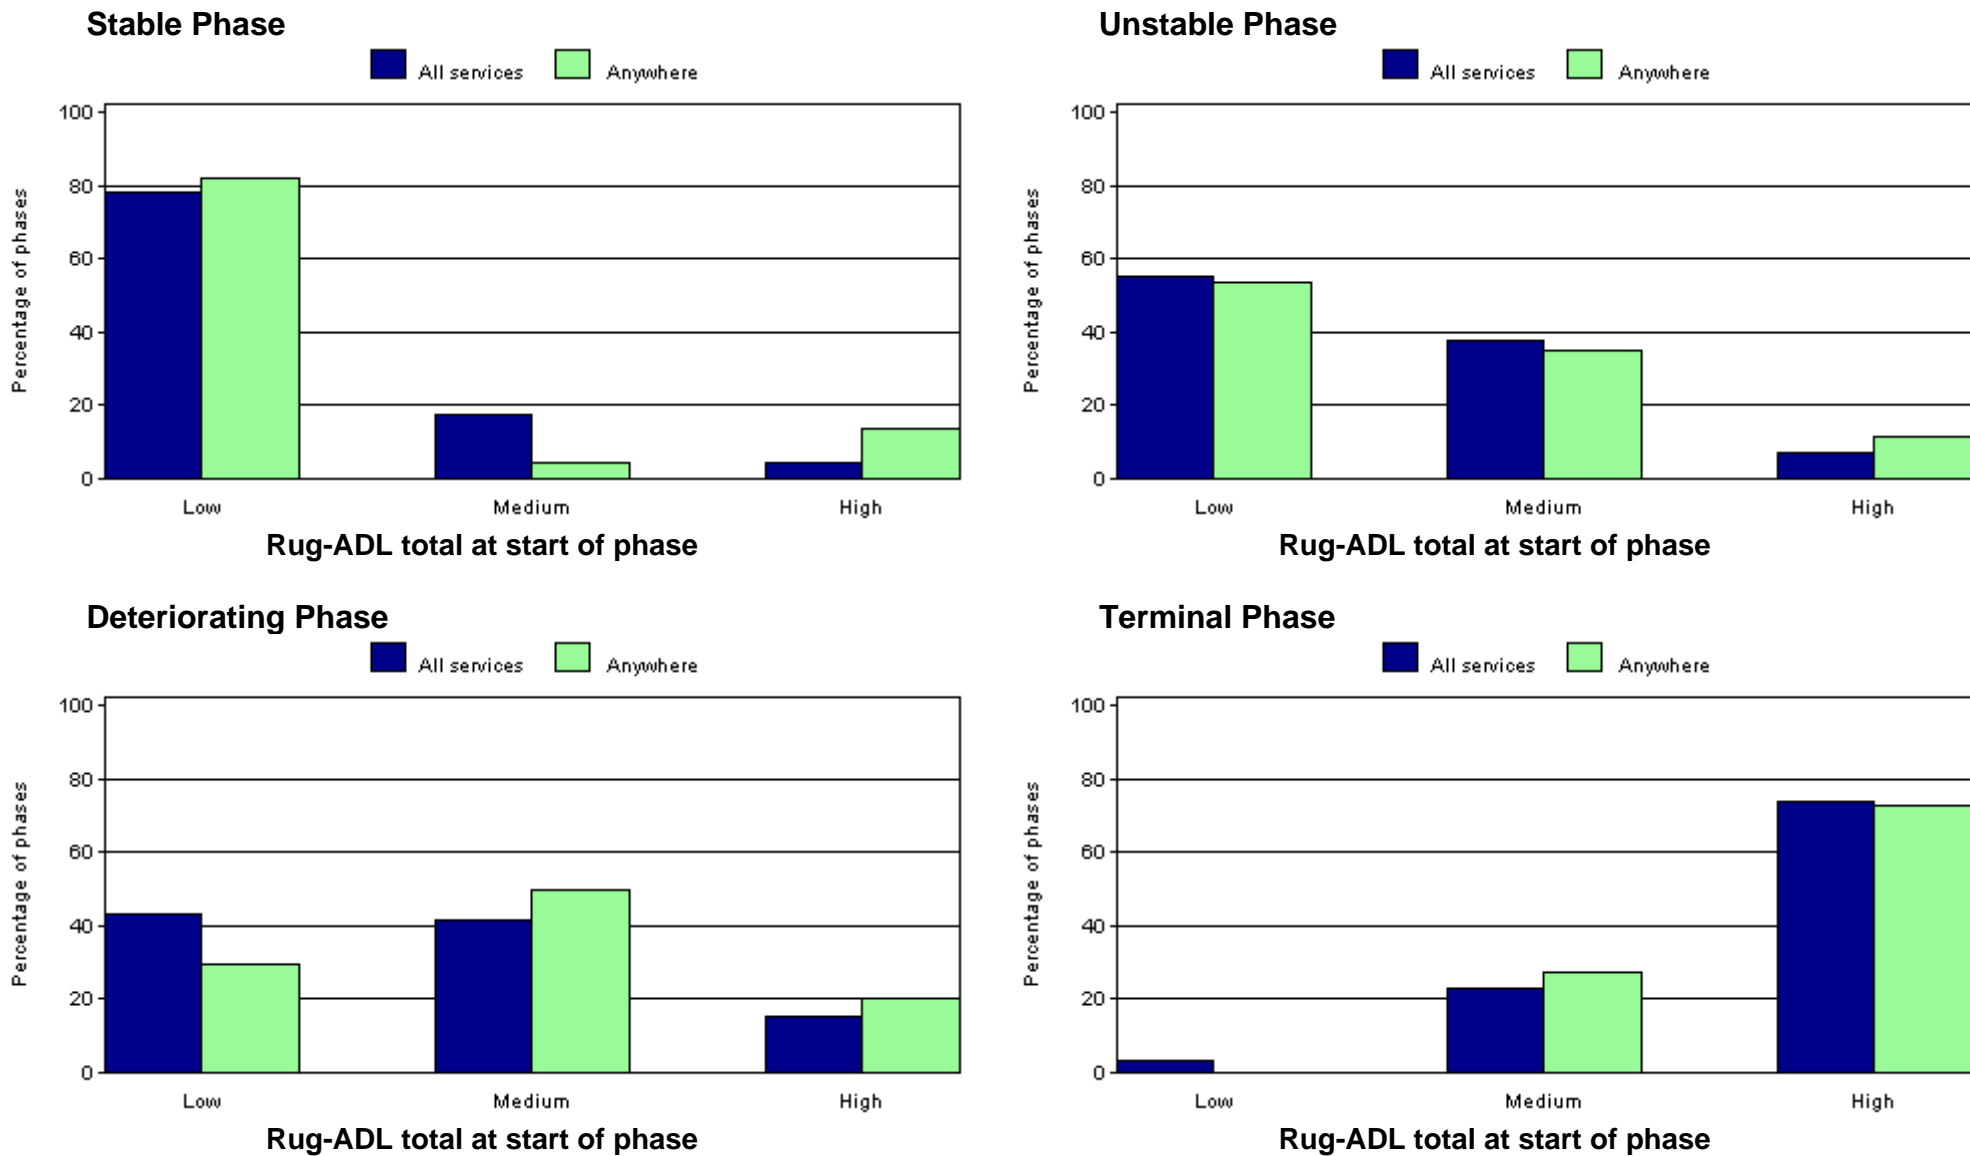 Stable Phase
All services Anywhere
Percentage of phases
100
80
60
40
20
0
Low Medium High
Rug-ADL total at start of phase
Unstable Phase
All services Anywhere
Percentage of phases
100
80
60
40
20
0
Low Medium High
Rug-ADL total at start of phase
Deteriorating Phase
All services Anywhere
Percentage of phases
100
80
60
40
20
0
Low Medium High
Rug-ADL total at start of phase
Terminal Phase
All services Anywhere
Percentage of phases
100
80
60
40
20
0
Low Medium High
Rug-ADL total at start of phase